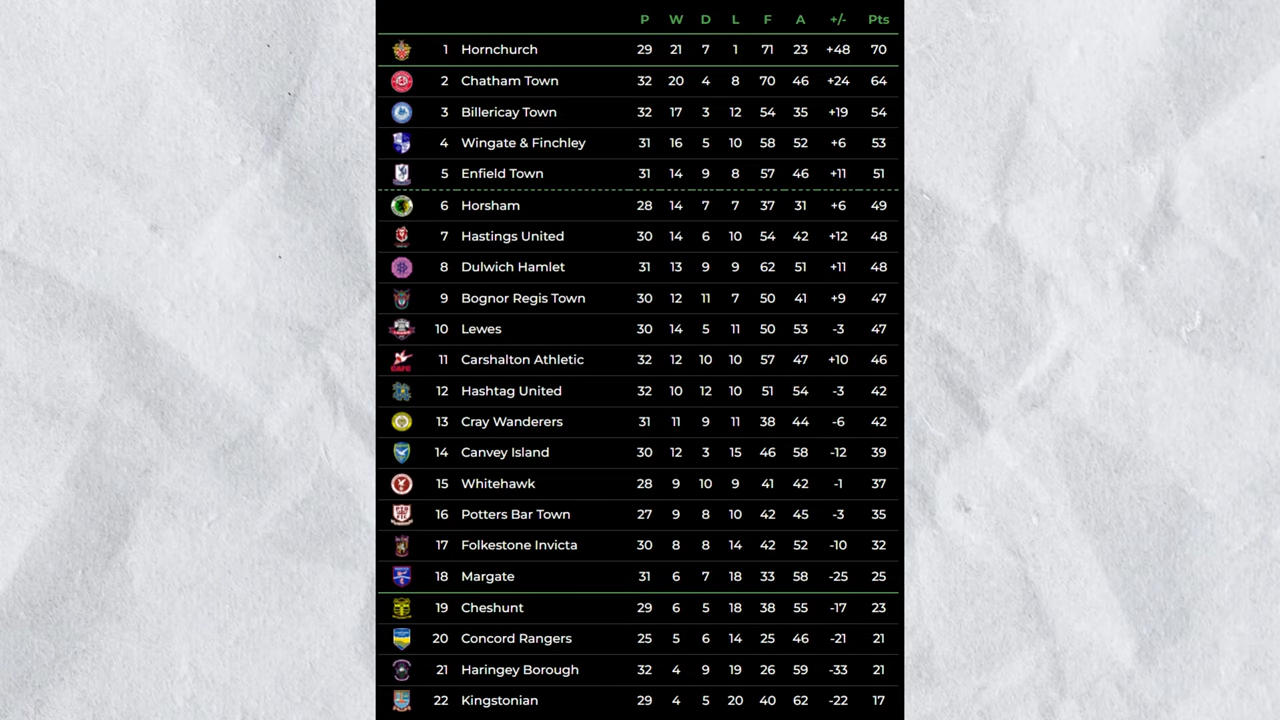 P W D L F A +/- Pts
1 Hornchurch 29 21 7 1 71 23 +48 70
2 Chatham Town 32 20 4 8 70 46 +24 64
3 Billericay Town 32 17 3 12 54 35 +19 54
4 Wingate & Finchley 31 16 5 10 58 52 +6 53
5 Enfield Town 31 14 9 8 57 46 +11 51
6 Horsham 28 14 7 7 37 31 +6 49
7 Hastings United 30 14 6 10 54 42 +12 48
8 Dulwich Hamlet 31 13 9 9 62 51 +11 48
9 Bognor Regis Town 30 12 11 7 50 41 +9 47
10 Lewes 30 14 5 11 50 53 -3 47
11 Carshalton Athletic 32 12 10 10 57 47 +10 46
12 Hashtag United 32 10 12 10 51 54 -3 42
13 Cray Wanderers 31 11 9 11 38 44 -6 42
14 Canvey Island 30 12 3 15 46 58 -12 39
15 Whitehawk 28 9 10 9 41 42 -1 37
16 Potters Bar Town 27 9 8 10 42 45 -3 35
17 Folkestone Invicta 30 8 8 14 42 52 -10 32
18 Margate 31 6 7 18 33 58 -25 25
19 Cheshunt 29 6 5 18 38 55 -17 23
20 Concord Rangers 25 5 6 14 25 46 -21 21
21 Haringey Borough 32 4 9 19 26 59 -33 21
22 Kingstonian 29 4 5 20 40 62 -22 17